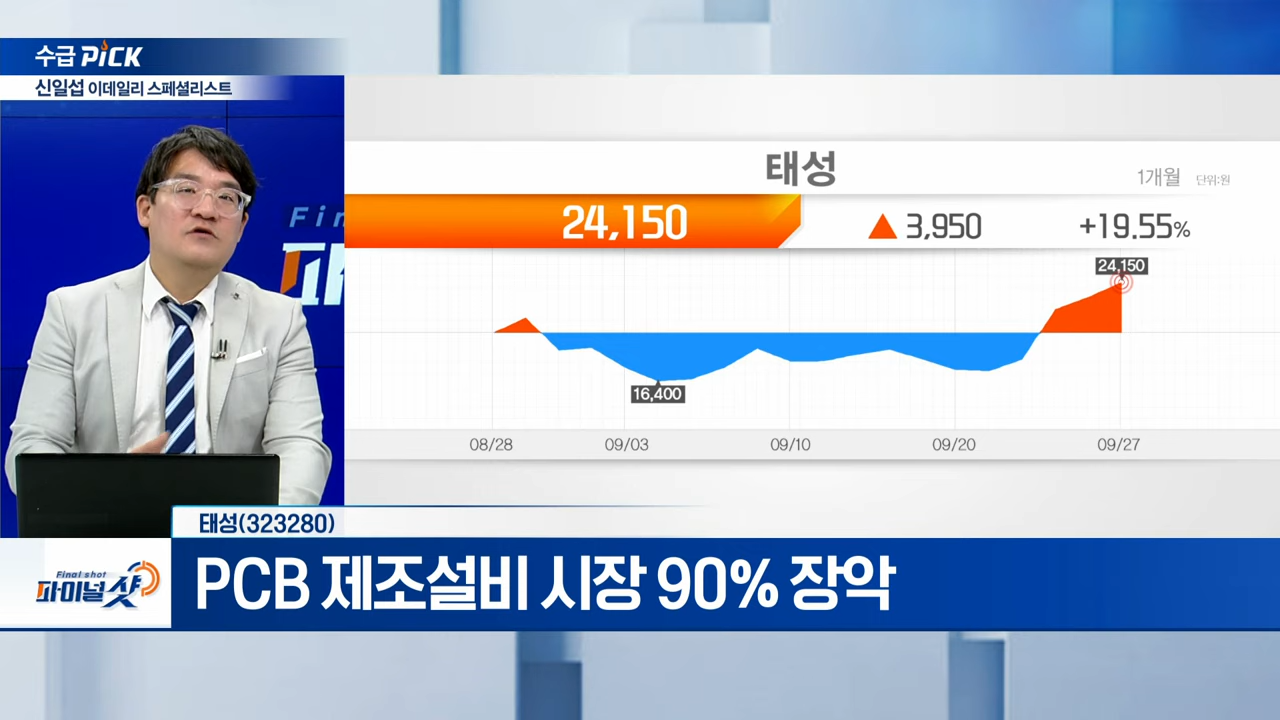 수급 PICK
신일섭 이데일리 스페셜리스트
Fin
파
태성
1개월 단위:원
24,150 ▲ 3,950 +19.55%
24,150
16,400
08/28 09/03 09/10 09/20 09/27
태성(323280)
Final shot
파이널샷
PCB 제조설비 시장 90% 장악